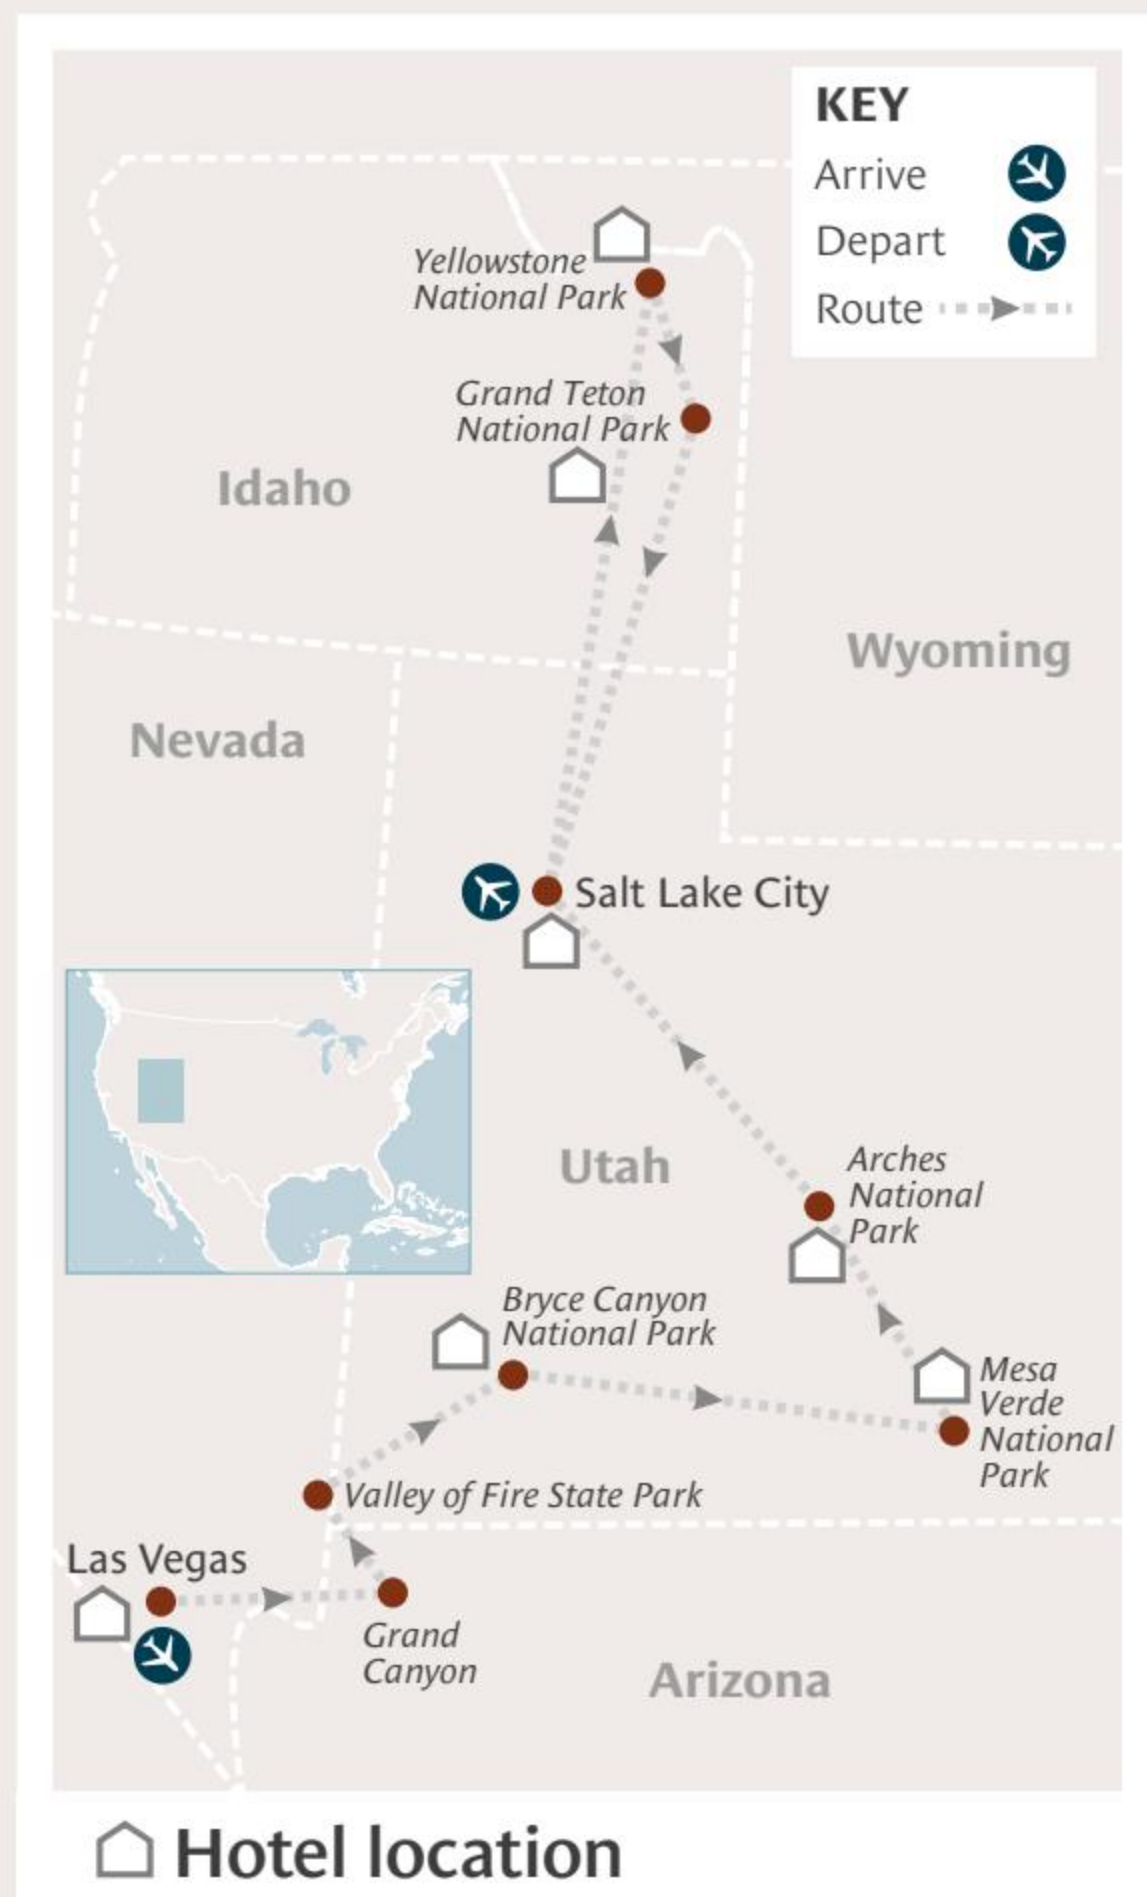 KEY
Arrive
Depart
Route
Yellowstone
National Park
Grand Teton
National Park
Idaho
Wyoming
Nevada
Salt Lake City
Utah
Arches
National
Park
Bryce Canyon
National Park
Mesa
Verde
National
Park
Valley of Fire State Park
Las Vegas
Grand
Canyon
Arizona
Hotel location